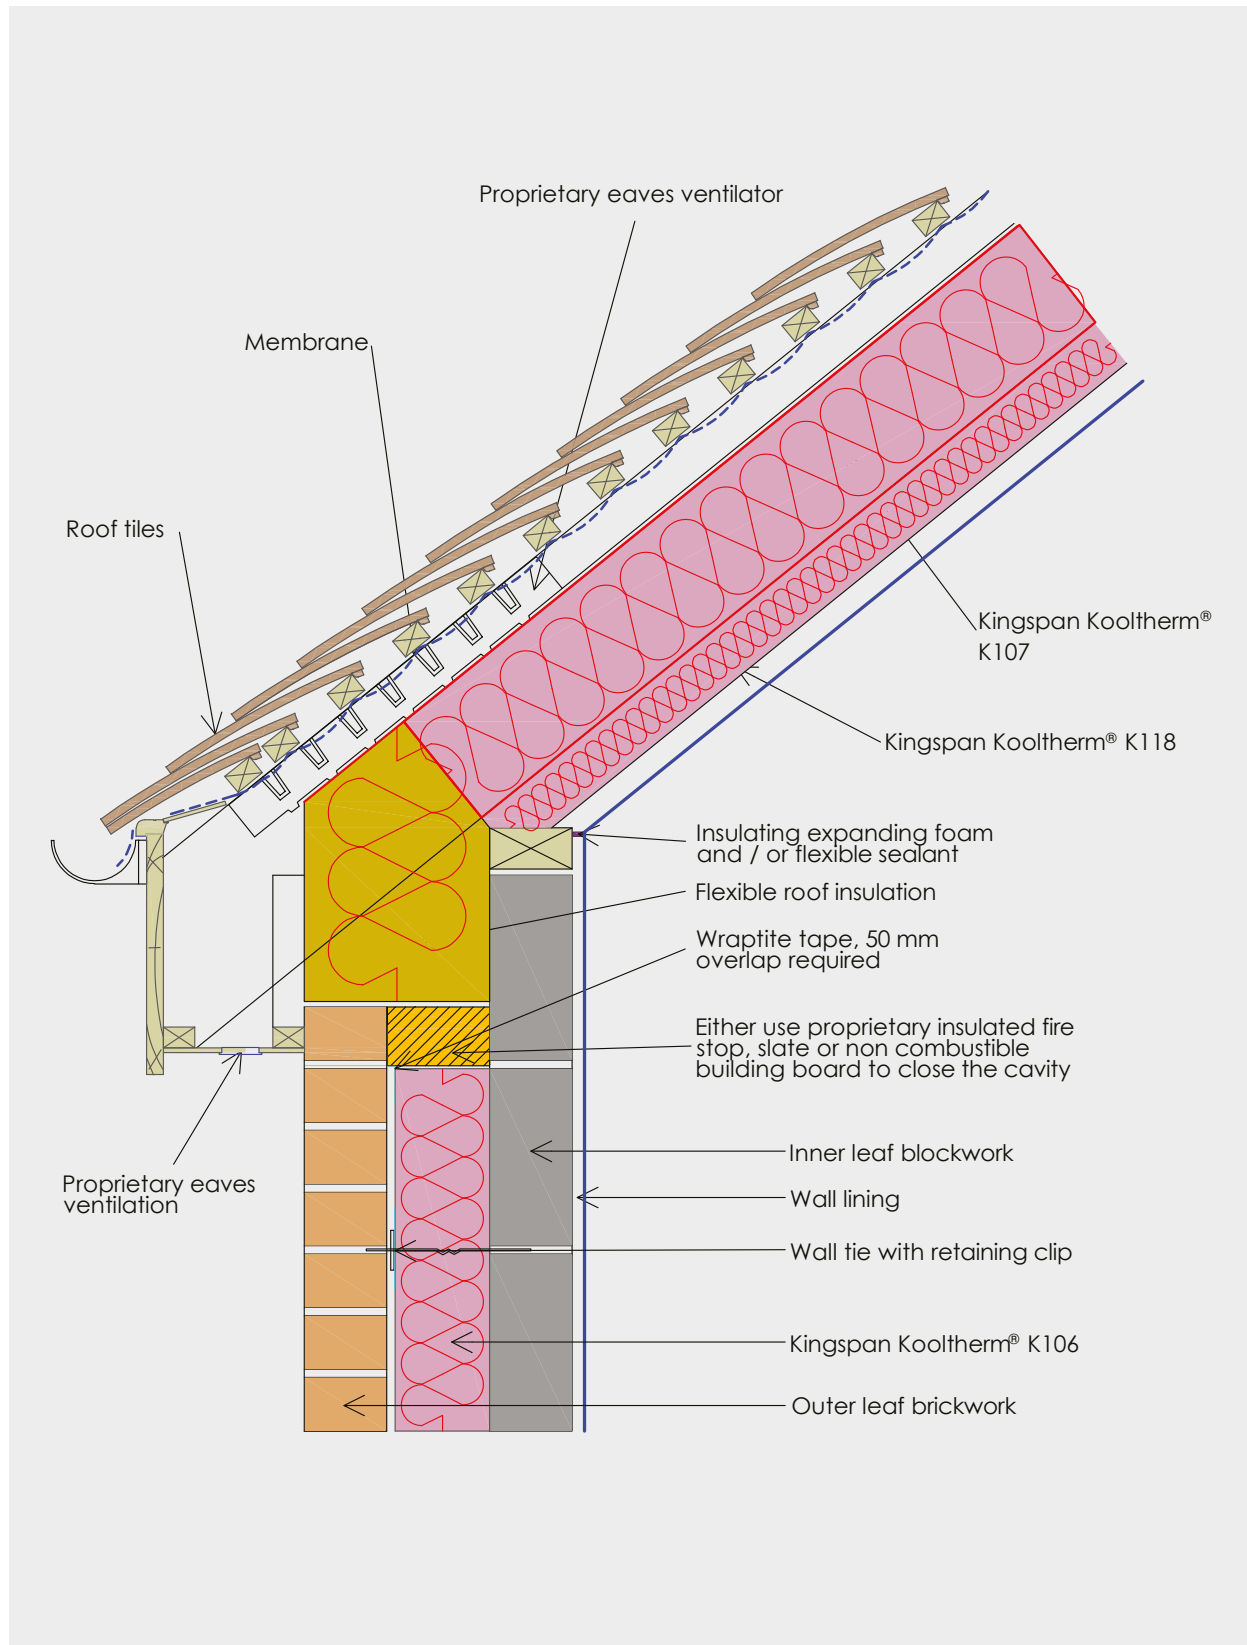 Proprietary eaves ventilator
Membrane
Roof tiles
Kingspan Kooltherm®
K107
Kingspan Kooltherm® K118
Insulating expanding foam
and / or flexible sealant
Flexible roof insulation
Wraptite tape, 50 mm
overlap required
Either use proprietary insulated fire
stop, slate or non combustible
building board to close the cavity
Inner leaf blockwork
Proprietary eaves
ventilation
Wall lining
Wall tie with retaining clip
Kingspan Kooltherm® K106
Outer leaf brickwork